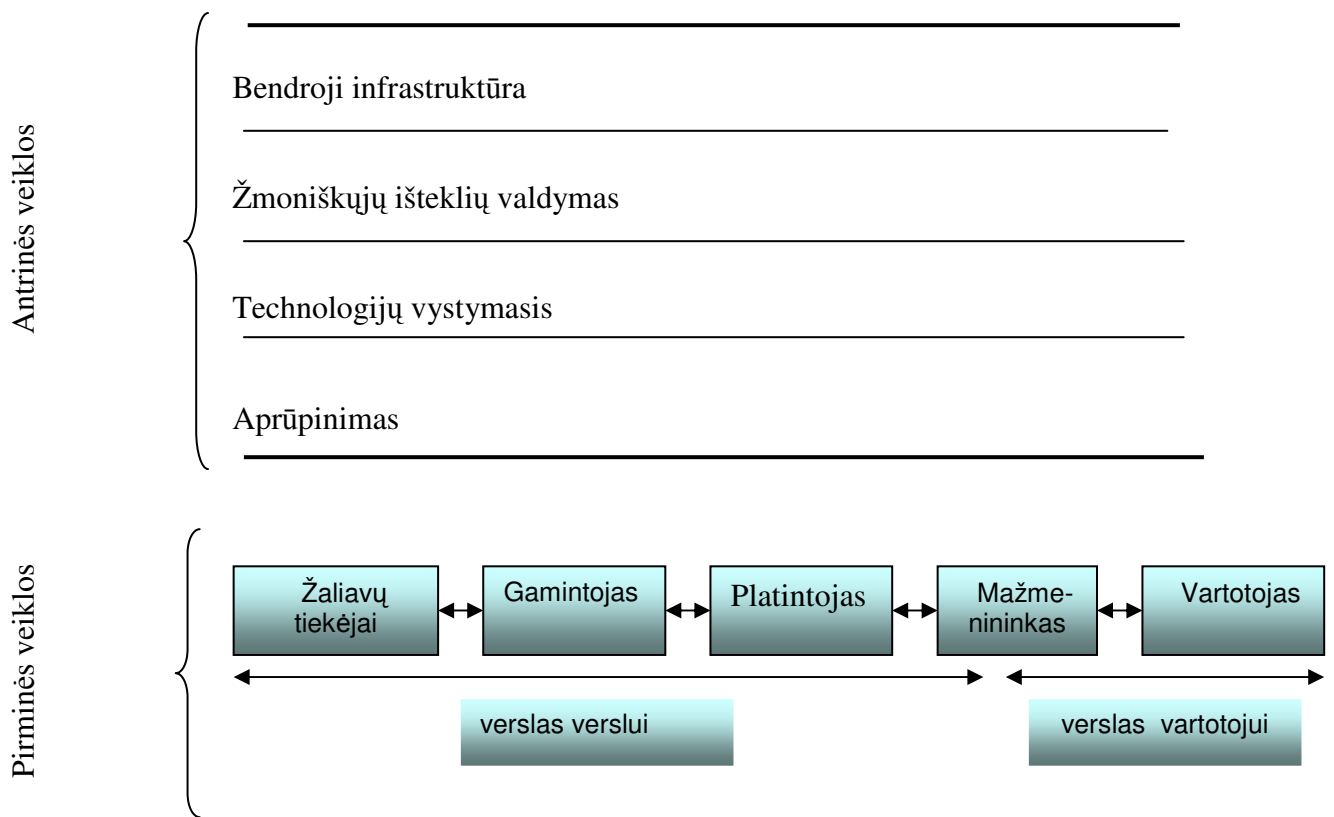 Antrinės veiklos
Bendroji infrastruktūra
Žmoniškųjų išteklių valdymas
Technologijų vystymasis
Aprūpinimas
Pirminės veiklos
Žaliavų
tiekėjai
Gamintojas
Platintojas
Mažme-
nininkas
Vartotojas
verslas verslui
verslas vartotojui